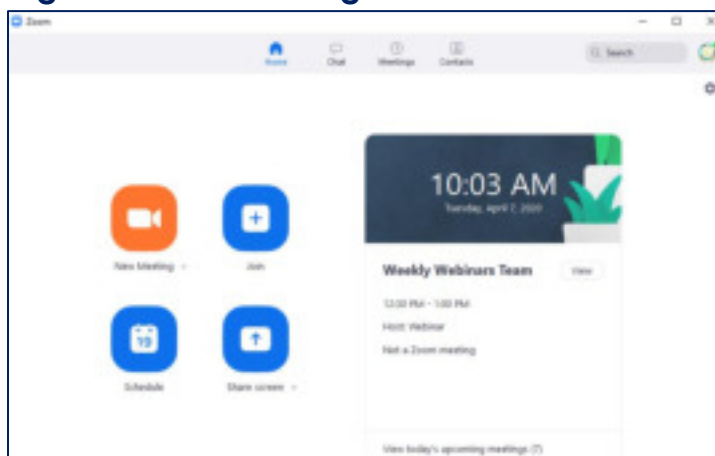 Zoom
Home Chat Meetings Contacts Search
10:03 AM
Tuesday, April 7, 2020
New Meeting Join
Weekly Webinars Team View
12:00 PM - 1:00 PM
Host: Webinar
Not a Zoom meeting
19
Schedule Share screen
View today's upcoming meetings (7)